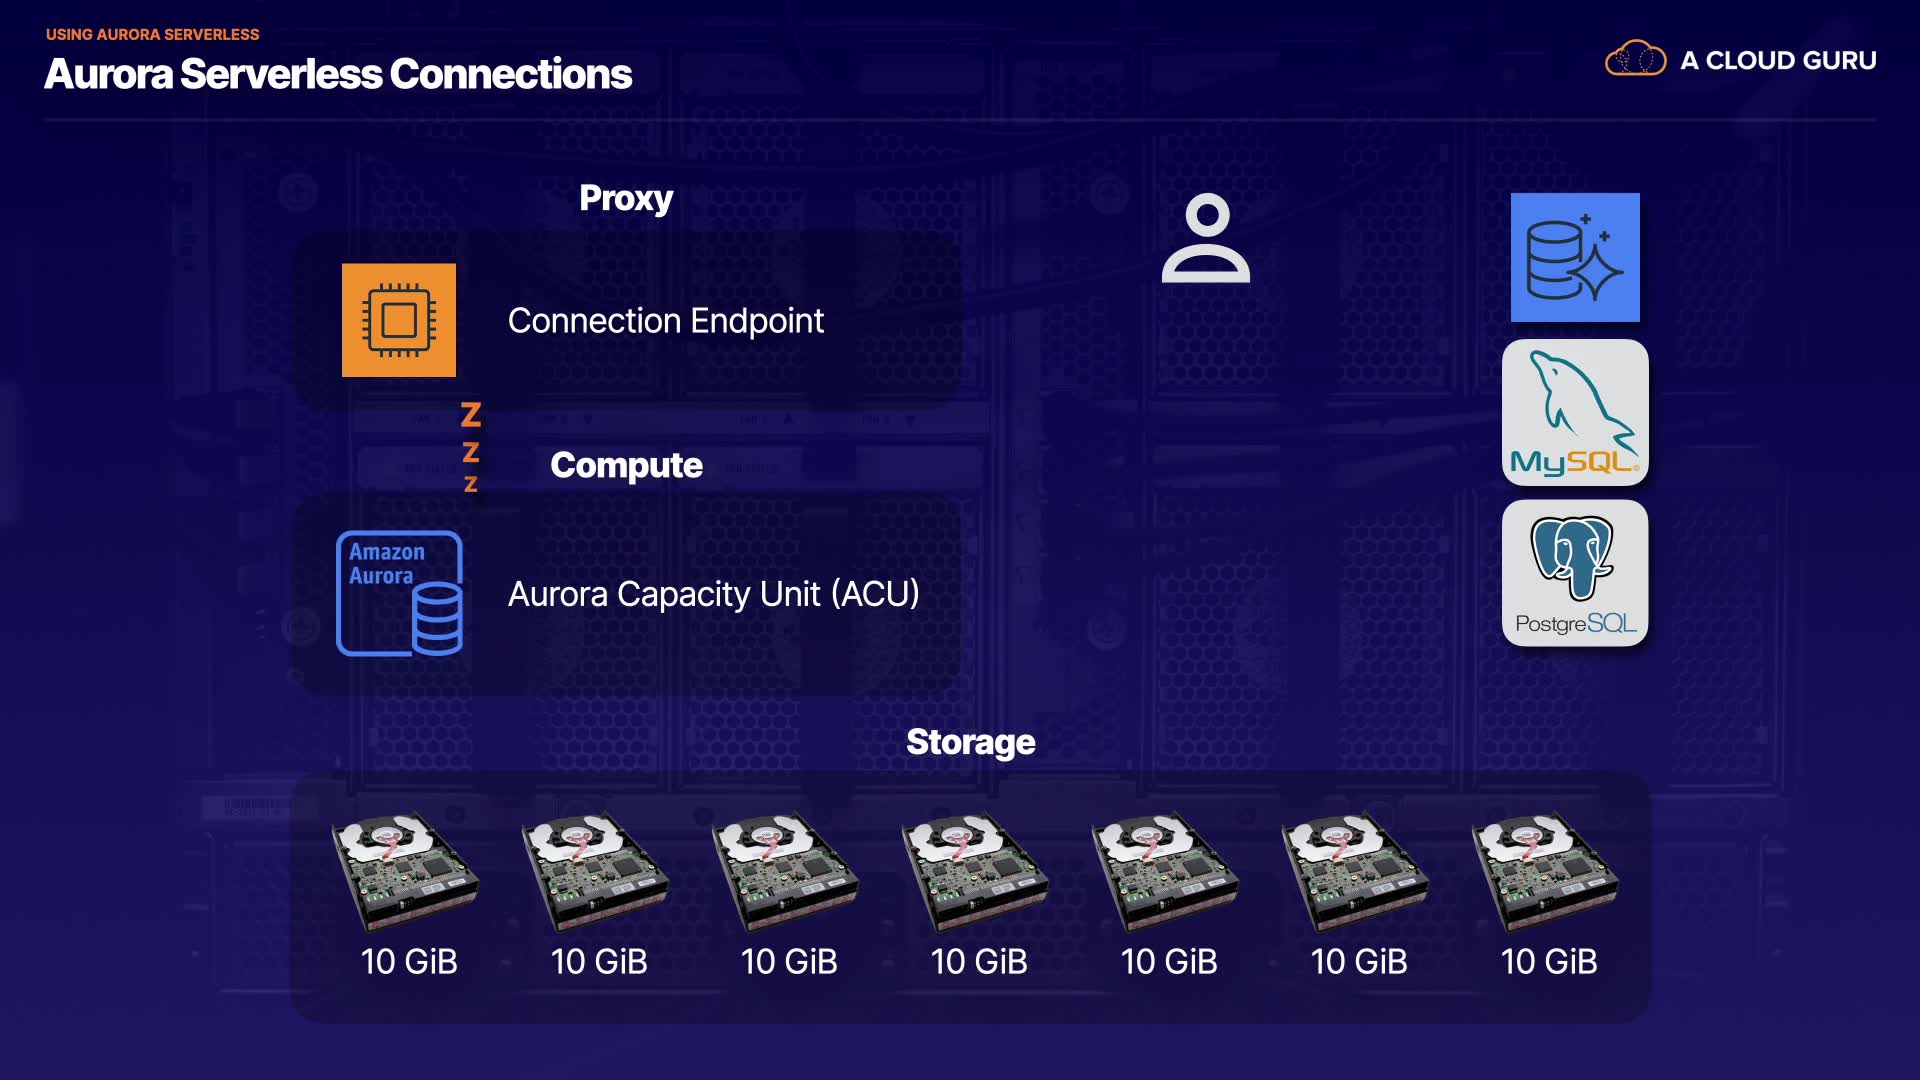 USING AURORA SERVERLESS
Aurora Serverless Connections
A CLOUD GURU
Proxy
Connection Endpoint
Z
Z
Z
Compute
Amazon
Aurora
Aurora Capacity Unit (ACU)
MySQL
PostgreSQL
Storage
10 GiB
10 GiB
10 GiB
10 GiB
10 GiB
10 GiB
10 GiB